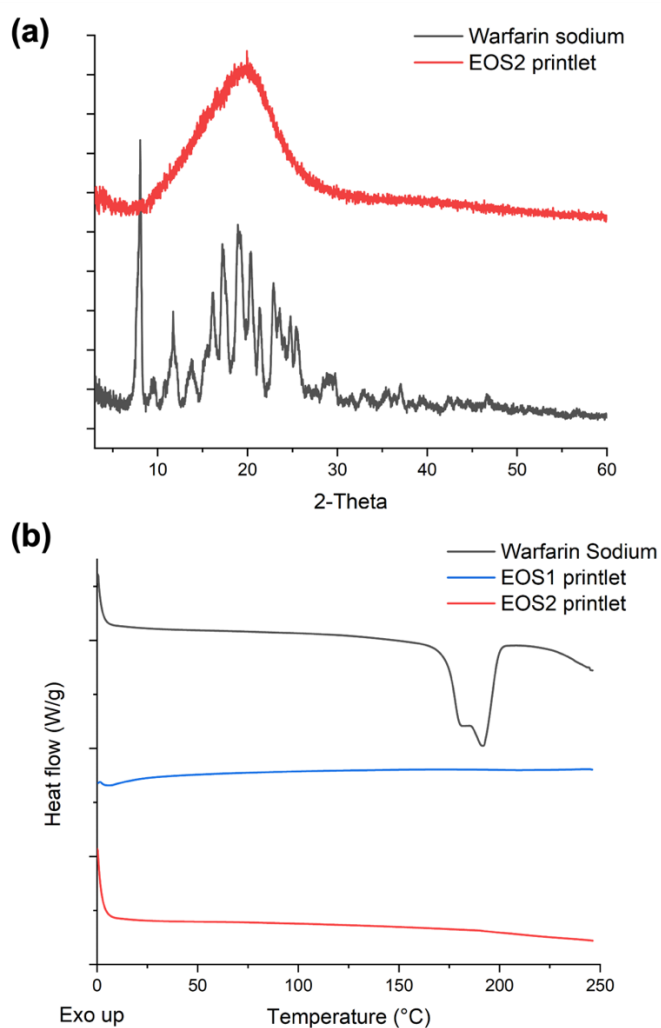 (a)
Warfarin sodium
EOS2 printlet
10 20 30 40 50 60
2-Theta
(b)
Warfarin Sodium
EOS1 printlet
EOS2 printlet
Heat flow (W/g)
0 50 100 150 200 250
Exo up
Temperature (°C)